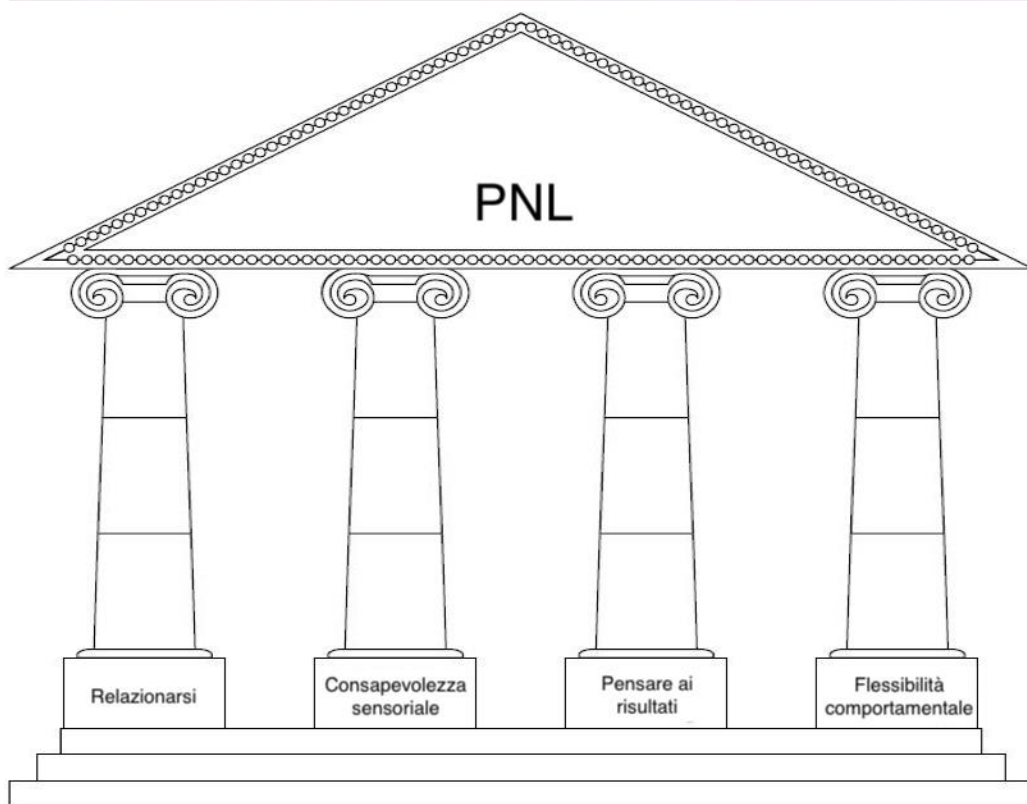 PNL
Relazionarsi
Consapevolezza
sensoriale
Pensare ai
risultati
Flessibilità
comportamentale